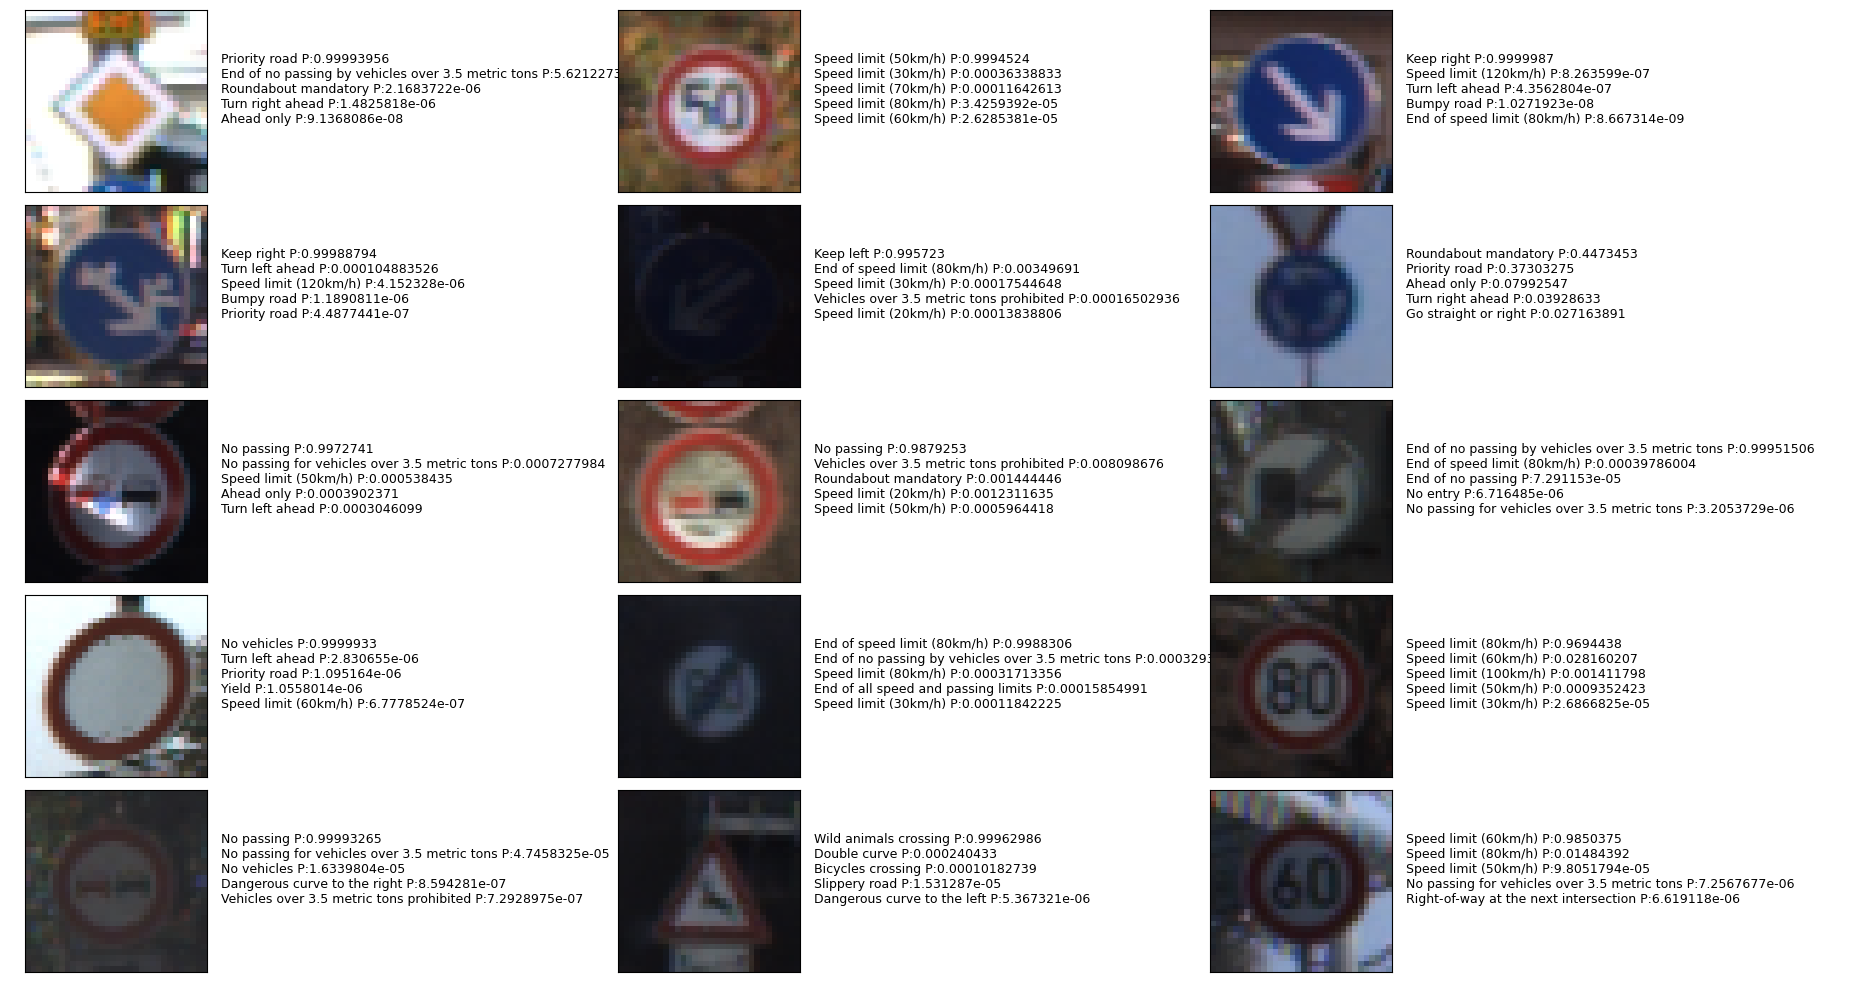 Priority road P:0.99993956
End of no passing by vehicles over 3.5 metric tons P:5.6212273
Roundabout mandatory P:2.1683722e-06
Turn right ahead P:1.4825818e-06
Ahead only P:9.1368086e-08
50
Speed limit (50km/h) P:0.9994524
Speed limit (30km/h) P:0.00036338833
Speed limit (70km/h) P:0.00011642613
Speed limit (80km/h) P:3.4259392e-05
Speed limit (60km/h) P:2.6285381e-05
Keep right P:0.9999987
Speed limit (120km/h) P:8.263599e-07
Turn left ahead P:4.3562804e-07
Bumpy road P:1.0271923e-08
End of speed limit (80km/h) P:8.667314e-09
Keep right P:0.99988794
Turn left ahead P:0.000104883526
Speed limit (120km/h) P:4.152328e-06
Bumpy road P:1.1890811e-06
Priority road P:4.4877441e-07
Keep left P:0.995723
End of speed limit (80km/h) P:0.00349691
Speed limit (30km/h) P:0.00017544648
Vehicles over 3.5 metric tons prohibited P:0.00016502936
Speed limit (20km/h) P:0.00013838806
Roundabout mandatory P:0.4473453
Priority road P:0.37303275
Ahead only P:0.07992547
Turn right ahead P:0.03928633
Go straight or right P:0.027163891
No passing P:0.9972741
No passing for vehicles over 3.5 metric tons P:0.0007277984
Speed limit (50km/h) P:0.000538435
Ahead only P:0.0003902371
Turn left ahead P:0.0003046099
No passing P:0.9879253
Vehicles over 3.5 metric tons prohibited P:0.008098676
Roundabout mandatory P:0.001444446
Speed limit (20km/h) P:0.0012311635
Speed limit (50km/h) P:0.0005964418
End of no passing by vehicles over 3.5 metric tons P:0.99951506
End of speed limit (80km/h) P:0.00039786004
End of no passing P:7.291153e-05
No entry P:6.716485e-06
No passing for vehicles over 3.5 metric tons P:3.2053729e-06
No vehicles P:0.9999933
Turn left ahead P:2.830655e-06
Priority road P:1.095164e-06
Yield P:1.0558014e-06
Speed limit (60km/h) P:6.7778524e-07
End of speed limit (80km/h) P:0.9988306
End of no passing by vehicles over 3.5 metric tons P:0.0003293
Speed limit (80km/h) P:0.00031713356
End of all speed and passing limits P:0.00015854991
Speed limit (30km/h) P:0.00011842225
80
Speed limit (80km/h) P:0.9694438
Speed limit (60km/h) P:0.028160207
Speed limit (100km/h) P:0.001411798
Speed limit (50km/h) P:0.0009352423
Speed limit (30km/h) P:2.6866825e-05
No passing P:0.99993265
No passing for vehicles over 3.5 metric tons P:4.7458325e-05
No vehicles P:1.6339804e-05
Dangerous curve to the right P:8.594281e-07
Vehicles over 3.5 metric tons prohibited P:7.2928975e-07
Wild animals crossing P:0.99962986
Double curve P:0.000240433
Bicycles crossing P:0.00010182739
Slippery road P:1.531287e-05
Dangerous curve to the left P:5.367321e-06
60
Speed limit (60km/h) P:0.9850375
Speed limit (80km/h) P:0.01484392
Speed limit (50km/h) P:9.8051794e-05
No passing for vehicles over 3.5 metric tons P:7.2567677e-06
Right-of-way at the next intersection P:6.619118e-06